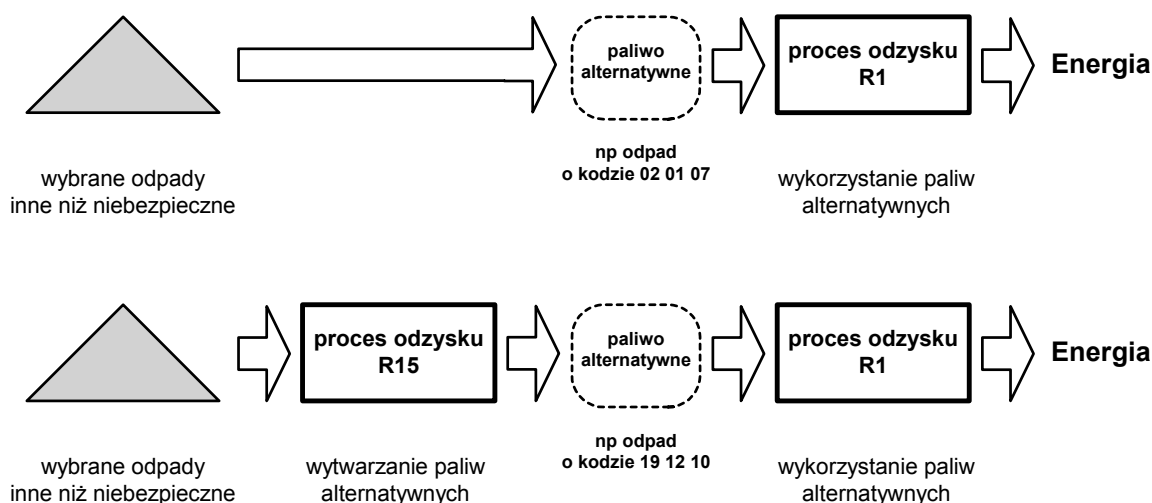 paliwo
alternatywne
proces odzysku
R1
Energia
np odpad
o kodzie 02 01 07
wybrane odpady
inne niż niebezpieczne
wykorzystanie paliw
alternatywnych
proces odzysku
R15
paliwo
alternatywne
proces odzysku
R1
Energia
np odpad
o kodzie 19 12 10
wybrane odpady
inne niż niebezpieczne
wytwarzanie paliw
alternatywnych
wykorzystanie paliw
alternatywnych